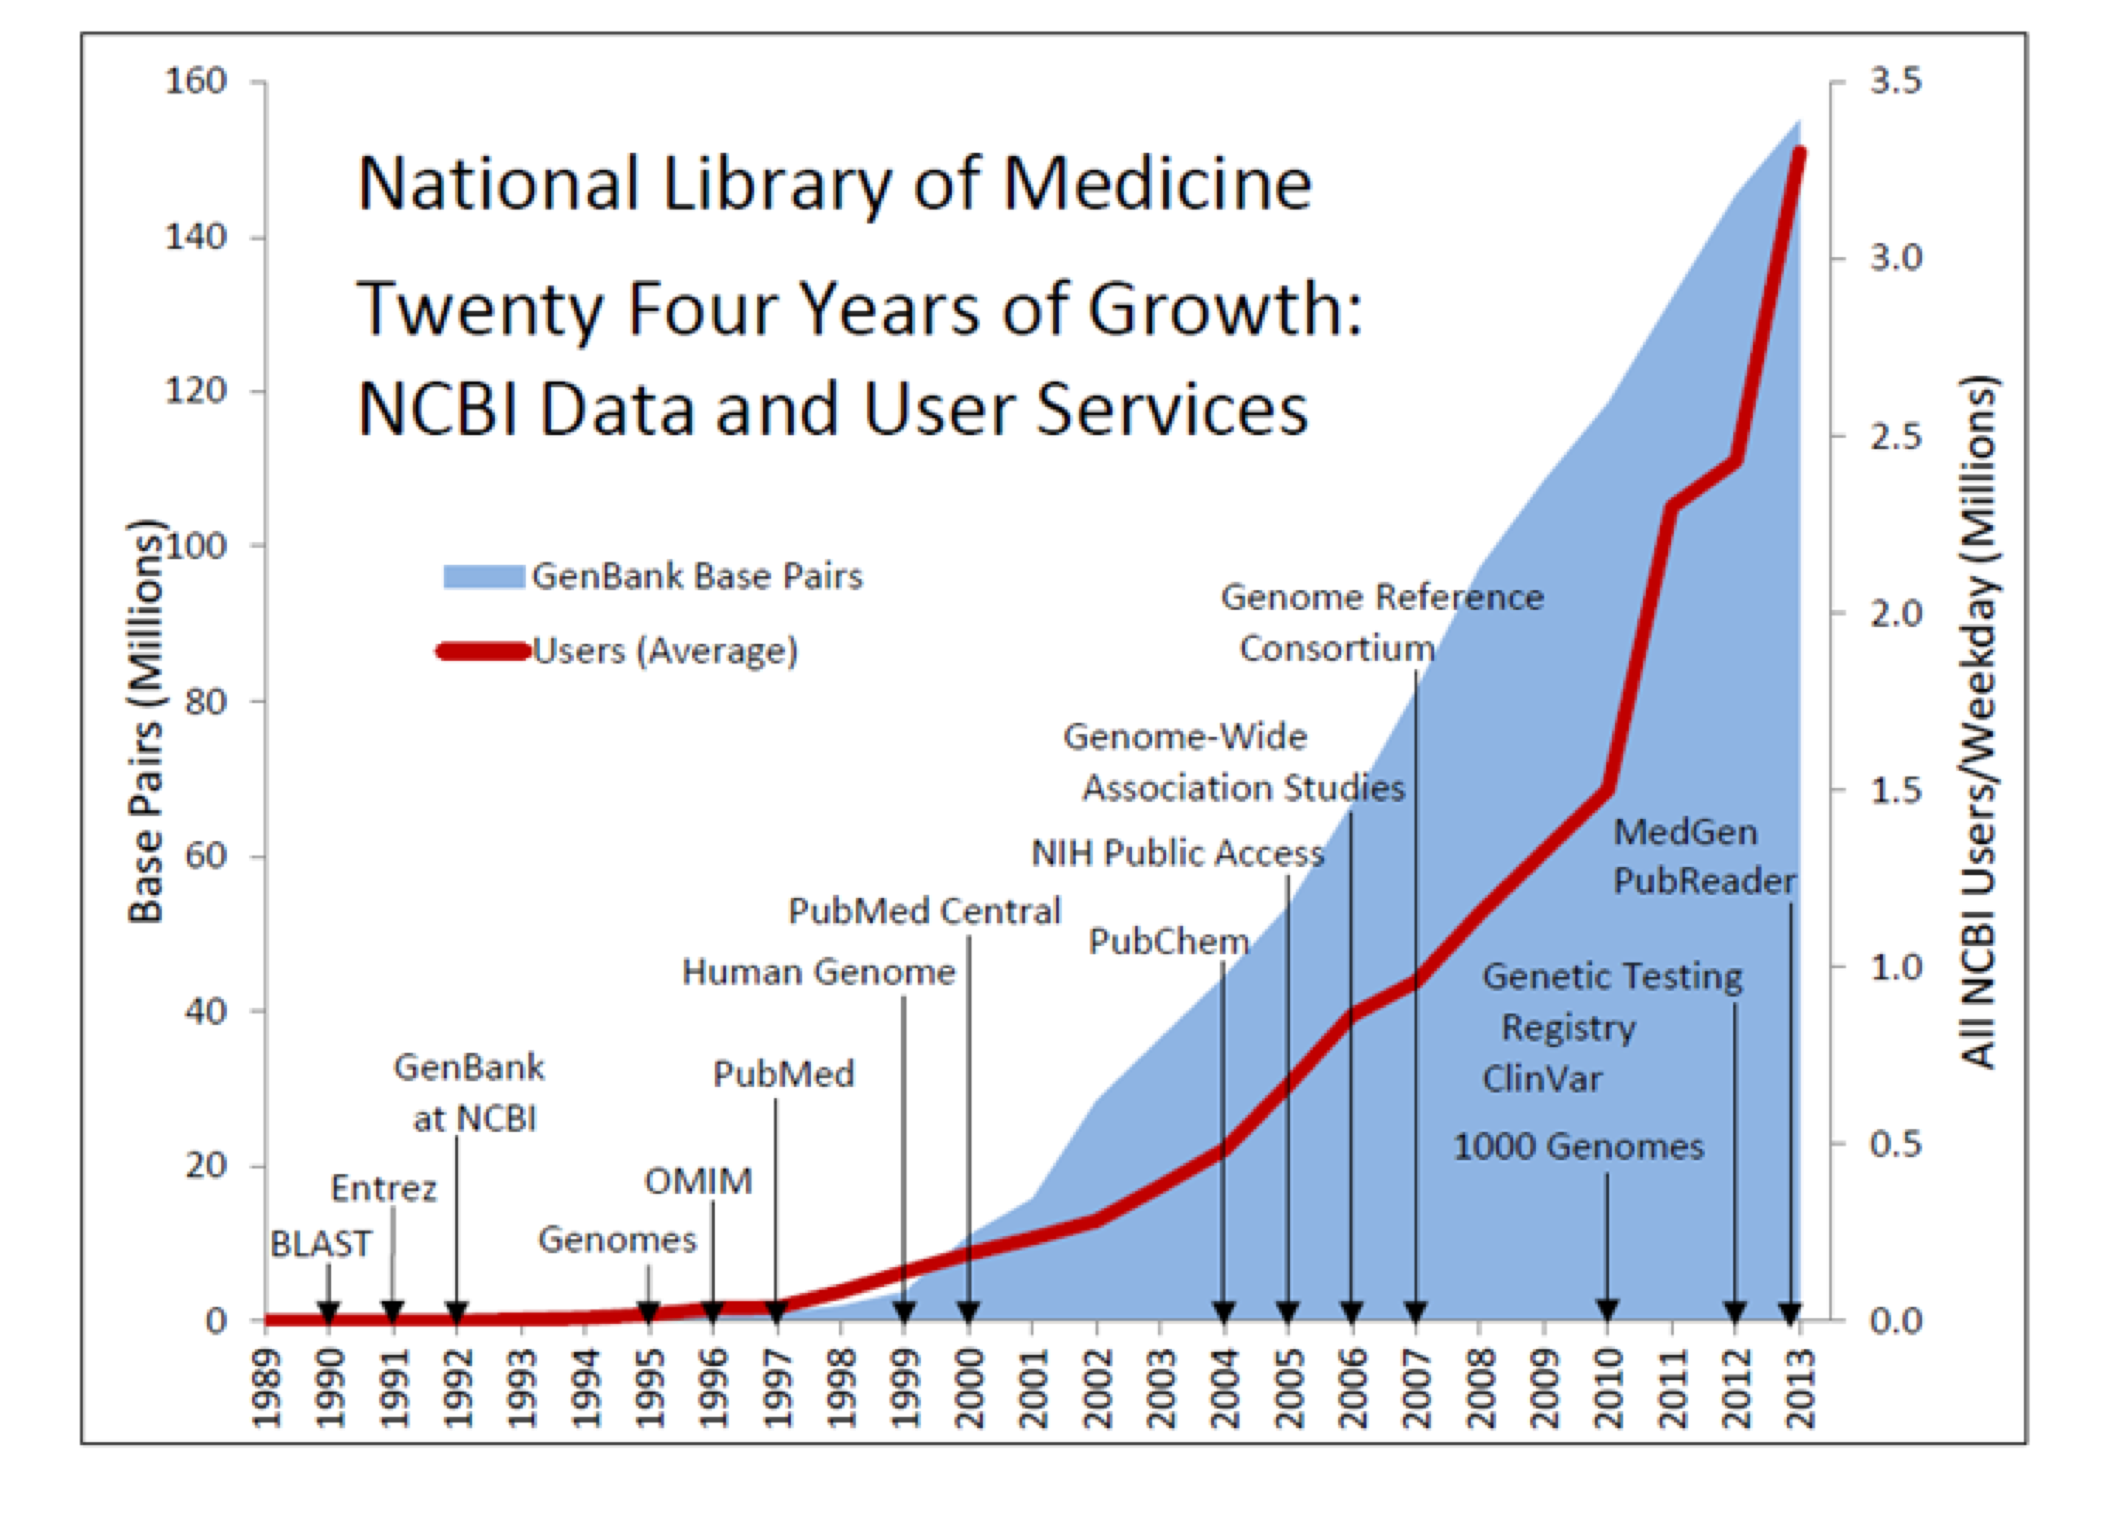 National Library of Medicine
Twenty Four Years of Growth:
NCBI Data and User Services
GenBank Base Pairs
Users (Average)
Base Pairs (Millions)
160
140
120
100
80
60
40
20
0
All NCBI Users/Weekday (Millions)
3.5
3.0
2.5
2.0
1.5
1.0
0.5
0.0
BLAST
Entrez
GenBank
at NCBI
Genomes
OMIM
PubMed
Human Genome
PubMed Central
PubChem
NIH Public Access
Genome-Wide
Association Studies
Genome Reference
Consortium
1000 Genomes
Genetic Testing
Registry
ClinVar
MedGen
PubReader
1989
1990
1991
1992
1993
1994
1995
1996
1997
1998
1999
2000
2001
2002
2003
2004
2005
2006
2007
2008
2009
2010
2011
2012
2013